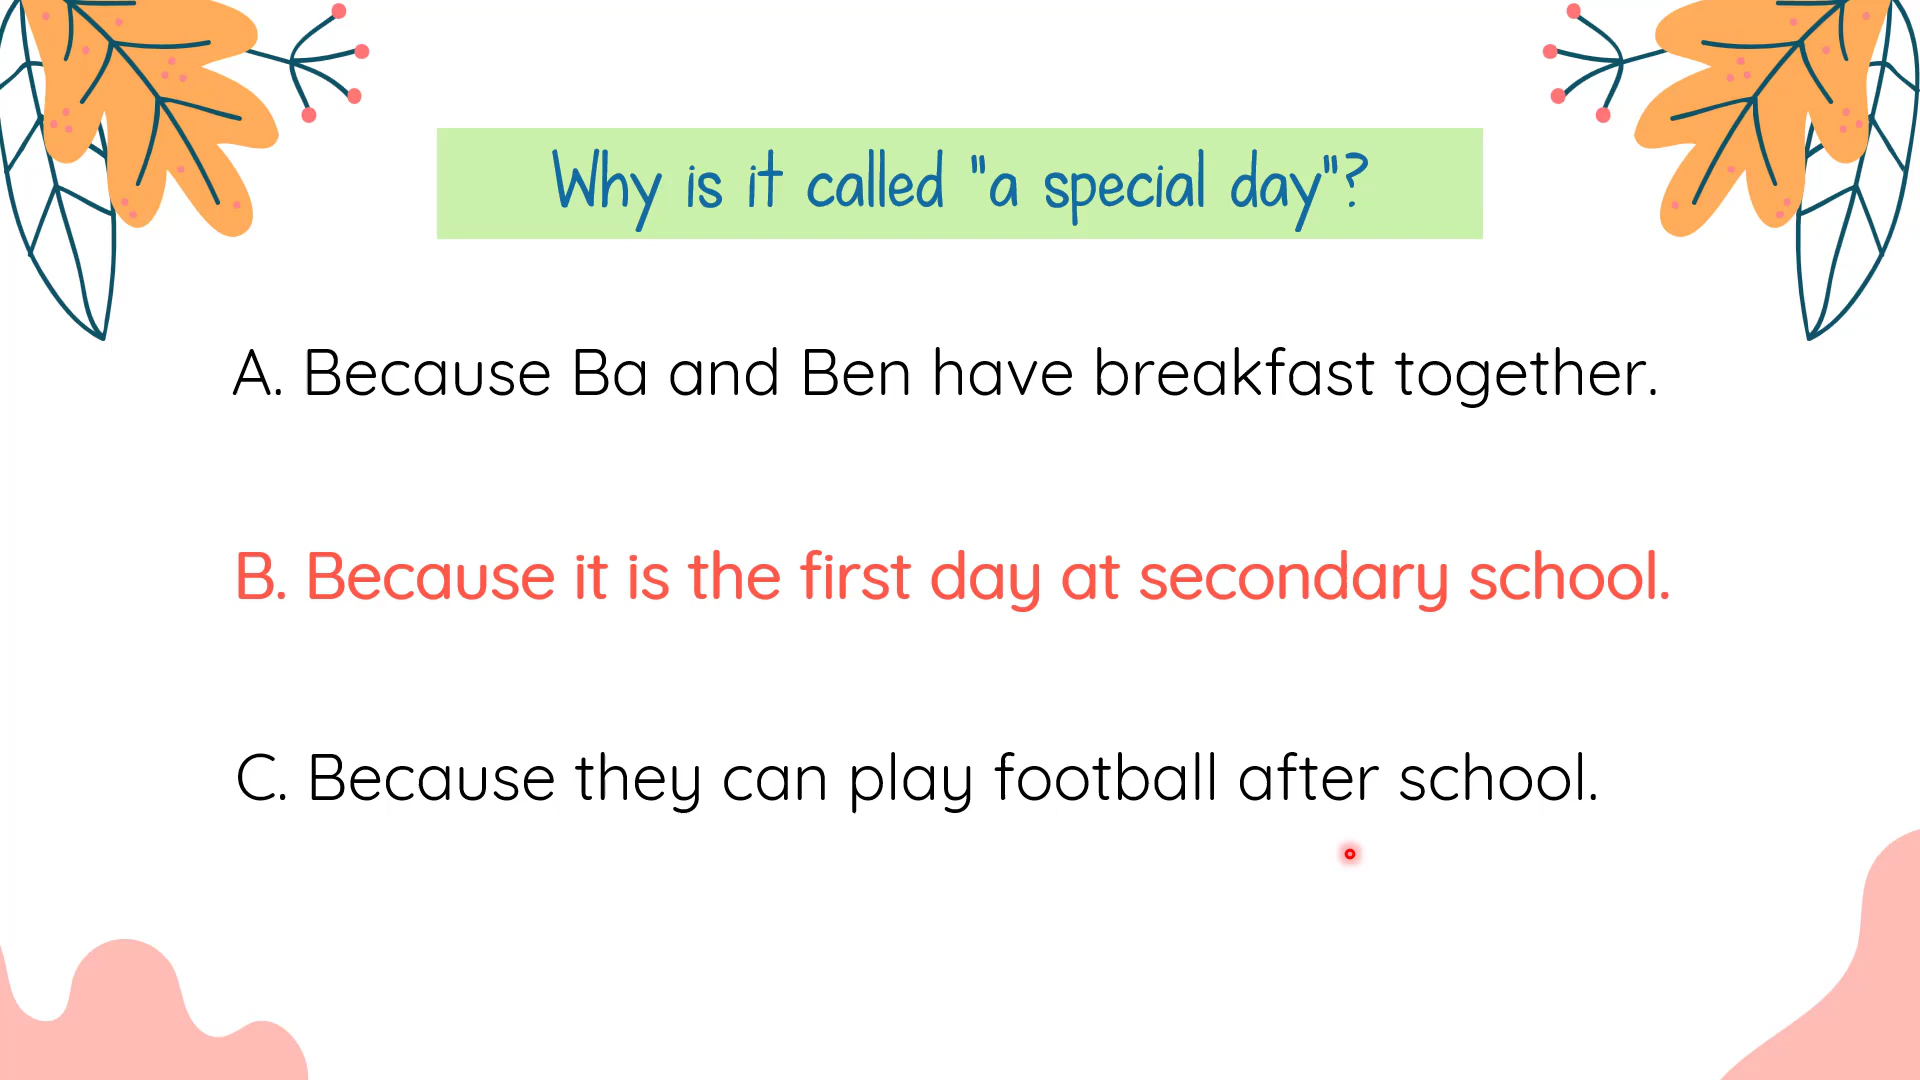 Why is it called "a special day"?
A. Because Ba and Ben have breakfast together.
B. Because it is the first day at secondary school.
C. Because they can play football after school.